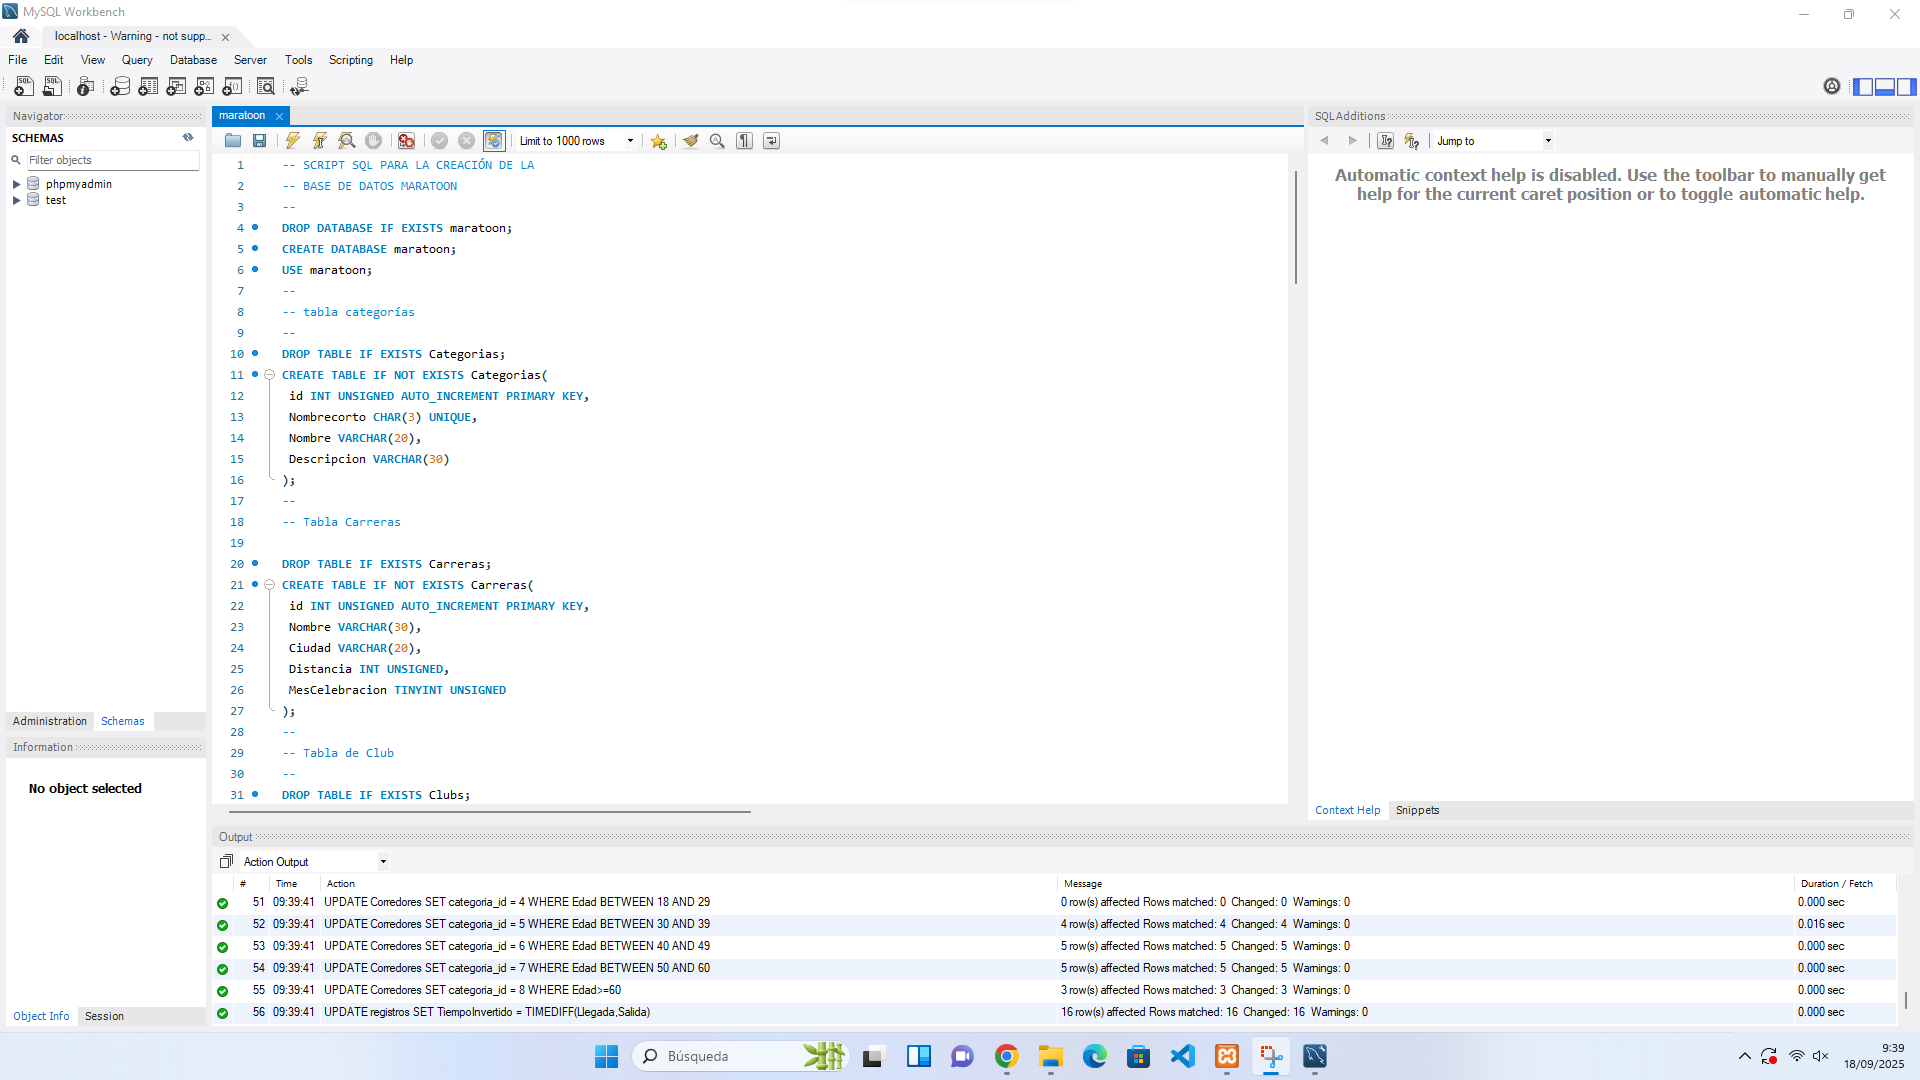 MySQL Workbench
localhost - Warning - not supp...
File Edit View Query Database Server Tools Scripting Help
Navigator
SCHEMAS
Filter objects
phpmyadmin
test
Administration Schemas
Information
No object selected
Object Info Session
maratoon
Limit to 1000 rows
1 -- SCRIPT SQL PARA LA CREACIÓN DE LA
2 -- BASE DE DATOS MARATOON
3 --
4 DROP DATABASE IF EXISTS maratoon;
5 CREATE DATABASE maratoon;
6 USE maratoon;
7 --
8 -- tabla categorías
9 --
10 DROP TABLE IF EXISTS Categorias;
11 CREATE TABLE IF NOT EXISTS Categorias(
12 id INT UNSIGNED AUTO_INCREMENT PRIMARY KEY,
13 Nombrecorto CHAR(3) UNIQUE,
14 Nombre VARCHAR(20),
15 Descripcion VARCHAR(30)
16 );
17 --
18 -- Tabla Carreras
19
20 DROP TABLE IF EXISTS Carreras;
21 CREATE TABLE IF NOT EXISTS Carreras(
22 id INT UNSIGNED AUTO_INCREMENT PRIMARY KEY,
23 Nombre VARCHAR(30),
24 Ciudad VARCHAR(20),
25 Distancia INT UNSIGNED,
26 MesCelebracion TINYINT UNSIGNED
27 );
28 --
29 -- Tabla de Club
30 --
31 DROP TABLE IF EXISTS Clubs;
SQLAdditions
Jump to
Automatic context help is disabled. Use the toolbar to manually get
help for the current caret position or to toggle automatic help.
Context Help Snippets
Output
Action Output
# Time Action Message Duration / Fetch
51 09:39:41 UPDATE Corredores SET categoria_id = 4 WHERE Edad BETWEEN 18 AND 29 0 row(s) affected Rows matched: 0 Changed: 0 Warnings: 0 0.000 sec
52 09:39:41 UPDATE Corredores SET categoria_id = 5 WHERE Edad BETWEEN 30 AND 39 4 row(s) affected Rows matched: 4 Changed: 4 Warnings: 0 0.016 sec
53 09:39:41 UPDATE Corredores SET categoria_id = 6 WHERE Edad BETWEEN 40 AND 49 5 row(s) affected Rows matched: 5 Changed: 5 Warnings: 0 0.000 sec
54 09:39:41 UPDATE Corredores SET categoria_id = 7 WHERE Edad BETWEEN 50 AND 60 5 row(s) affected Rows matched: 5 Changed: 5 Warnings: 0 0.000 sec
55 09:39:41 UPDATE Corredores SET categoria_id = 8 WHERE Edad>=60 3 row(s) affected Rows matched: 3 Changed: 3 Warnings: 0 0.000 sec
56 09:39:41 UPDATE registros SET TiempoInvertido = TIMEDIFF(Llegada,Salida) 16 row(s) affected Rows matched: 16 Changed: 16 Warnings: 0 0.000 sec
Búsqueda
9:39
18/09/2025